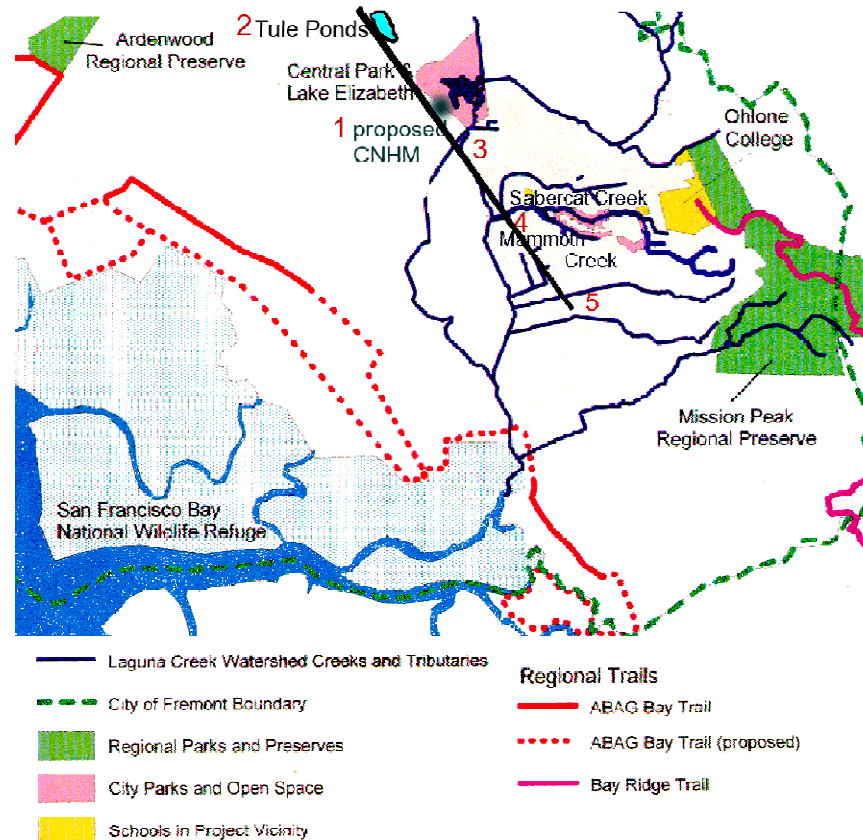 2 Tule Ponds
Ardenwood
Regional Preserve
Central Park &
Lake Elizabeth
Ohlone
College
1 proposed
CNHM
3
Sabercat Creek
4
Mammoth
Creek
5
Mission Peak
Regional Preserve
San Francisco Bay
National Wildlife Refuge
Laguna Creek Watershed Creeks and Tributaries
City of Fremont Boundary
Regional Parks and Preserves
City Parks and Open Space
Schools in Project Vicinity
Regional Trails
ABAG Bay Trail
ABAG Bay Trail (proposed)
Bay Ridge Trail